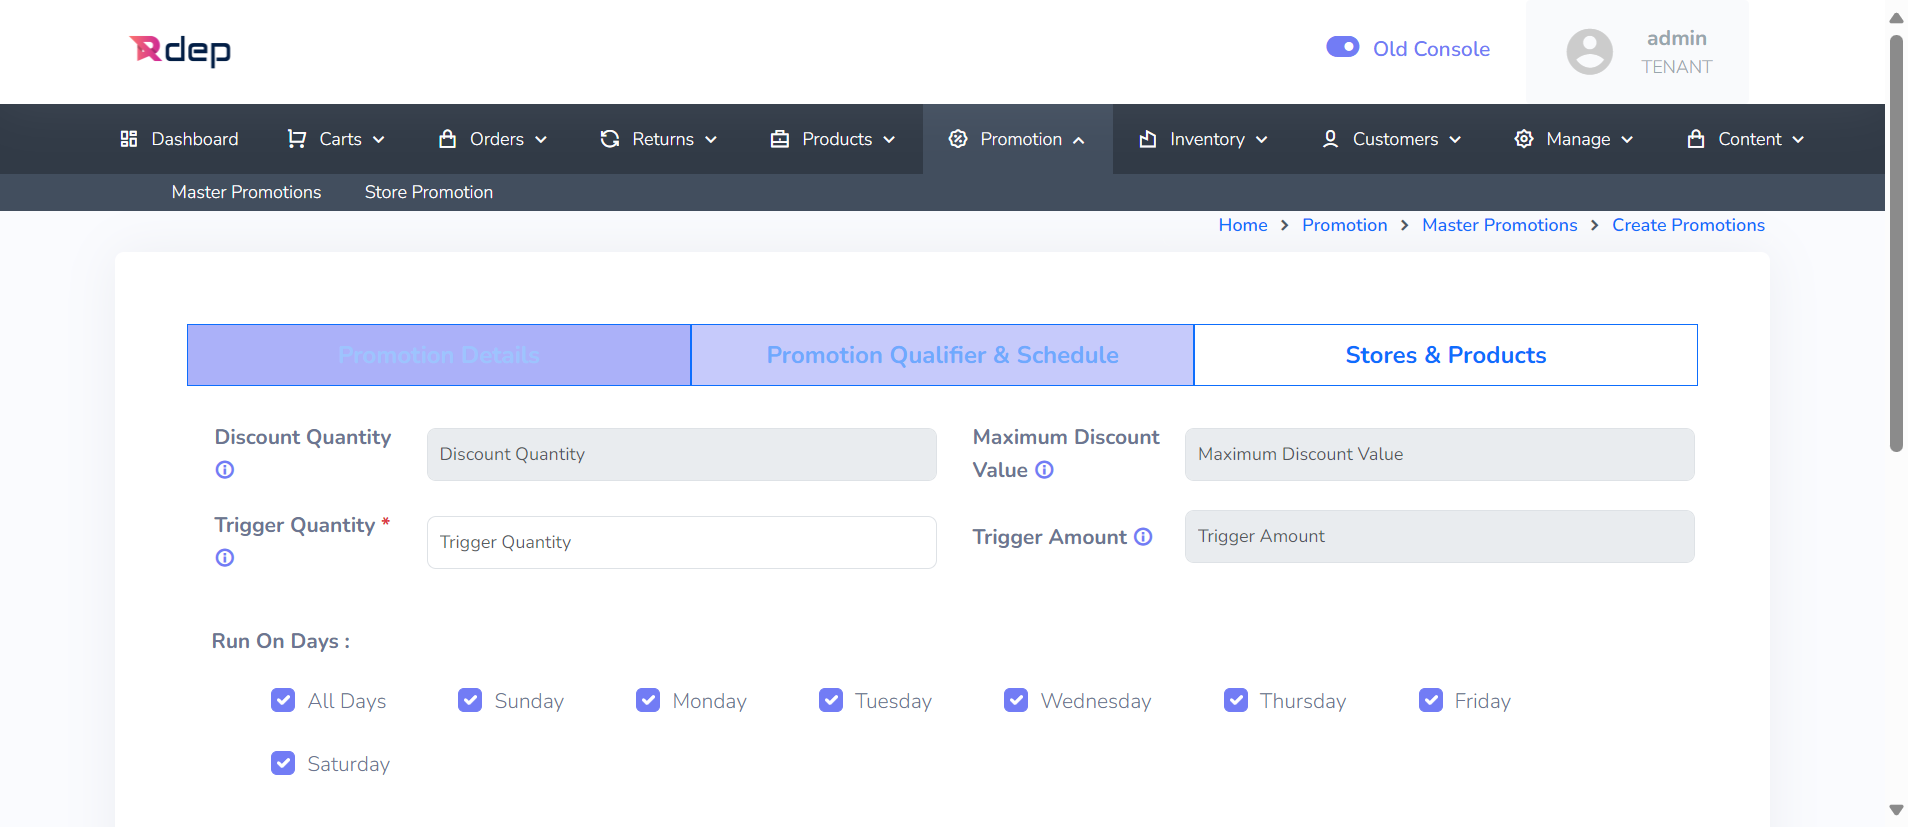 Rdep
Old Console
admin
TENANT
Dashboard Carts Orders Returns Products Promotion Inventory Customers Manage Content
Master Promotions Store Promotion
Home > Promotion > Master Promotions > Create Promotions
Promotion Details Promotion Qualifier & Schedule Stores & Products
Discount Quantity Discount Quantity
Maximum Discount
Value Maximum Discount Value
Trigger Quantity * Trigger Quantity
Trigger Amount Trigger Amount
Run On Days :
All Days Sunday Monday Tuesday Wednesday Thursday Friday
Saturday